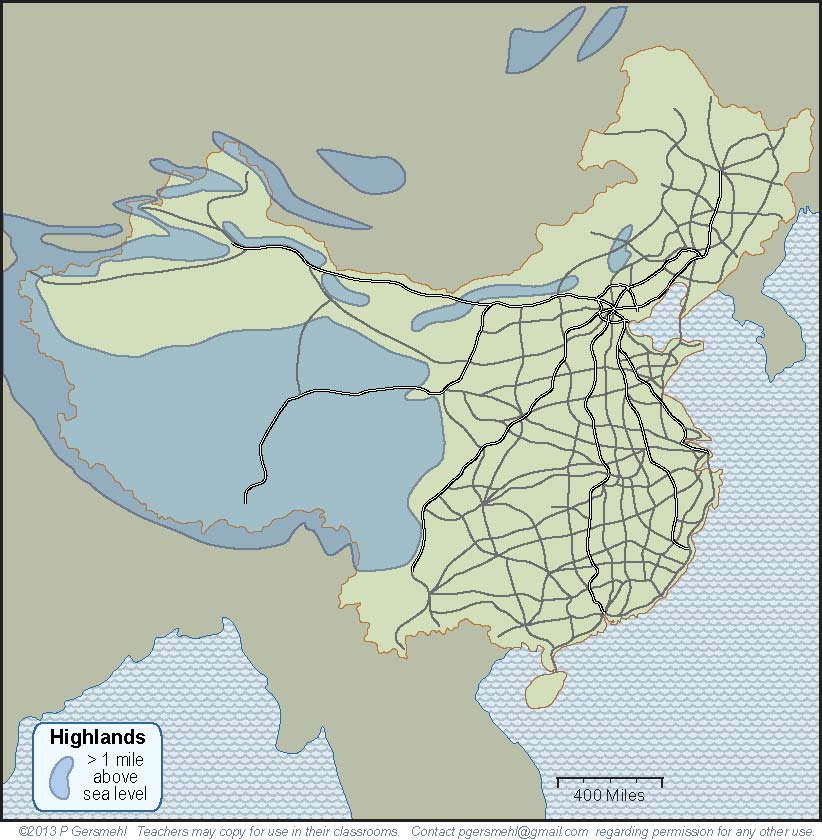 Highlands
> 1 mile
above
sea level
400 Miles
©2013 P Gersmehl Teachers may copy for use in their classrooms. Contact pgersmehl@gmail.com regarding permission for any other use.